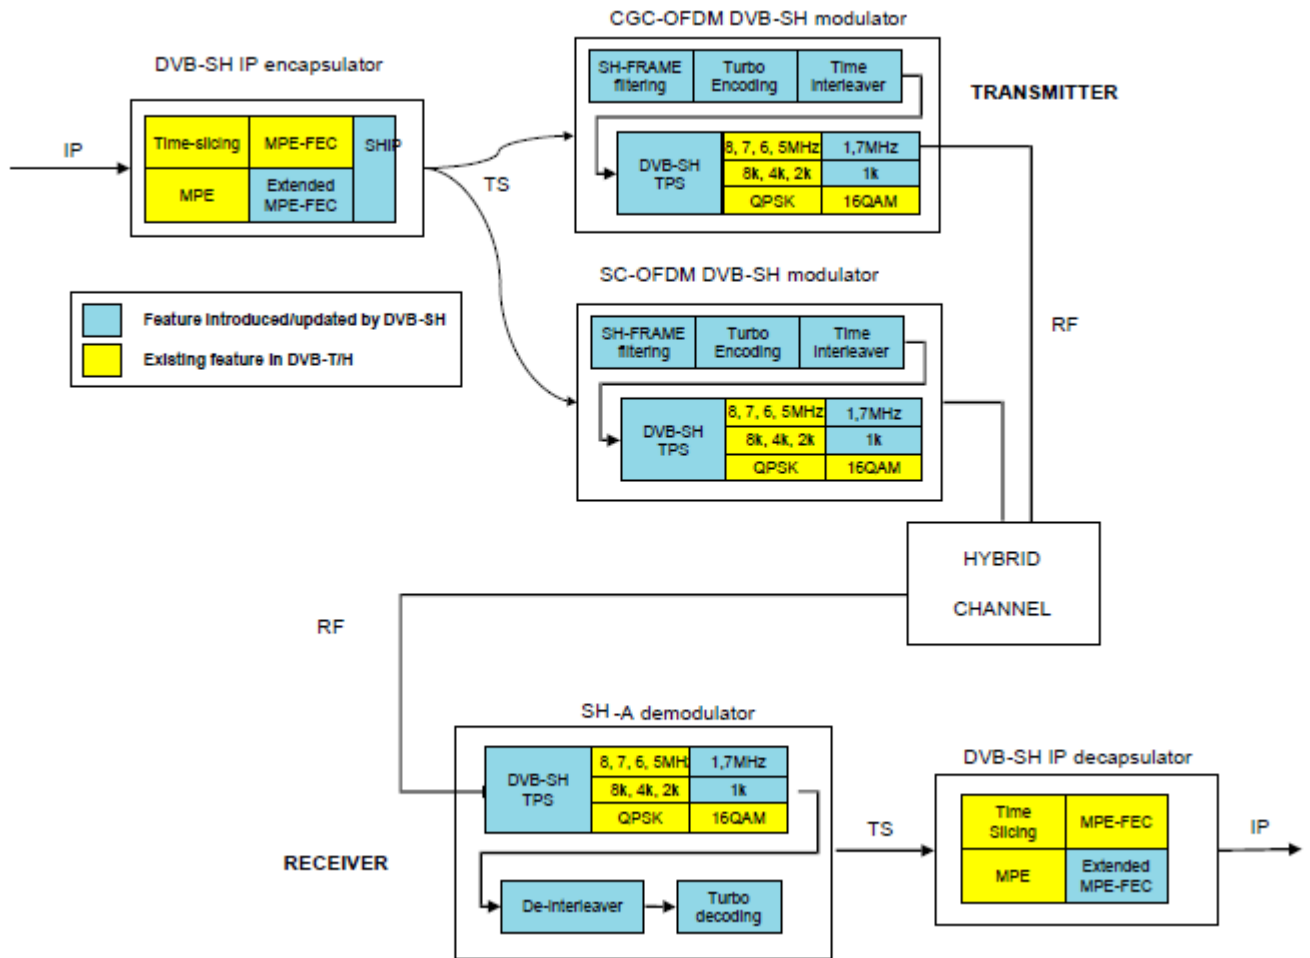 CGC-OFDM DVB-SH modulator
DVB-SH IP encapsulator
SH-FRAME
filtering
Turbo
Encoding
Time
Interleaver
TRANSMITTER
IP
Time-slicing
MPE-FEC
SHIP
MPE
Extended
MPE-FEC
TS
DVB-SH
TPS
8, 7, 6, 5MHz
1,7MHz
8k, 4k, 2k
1k
QPSK
16QAM
SC-OFDM DVB-SH modulator
Feature introduced/updated by DVB-SH
Existing feature in DVB-T/H
SH-FRAME
filtering
Turbo
Encoding
Time
Interleaver
RF
DVB-SH
TPS
8, 7, 6, 5MHz
1,7MHz
8k, 4k, 2k
1k
QPSK
16QAM
HYBRID
CHANNEL
RF
SH -A demodulator
DVB-SH
TPS
8, 7, 6, 5MHz
1,7MHz
8k, 4k, 2k
1k
QPSK
16QAM
DVB-SH IP decapsulator
Time
Slicing
MPE-FEC
MPE
Extended
MPE-FEC
TS
IP
RECEIVER
De-interleaver
Turbo
decoding